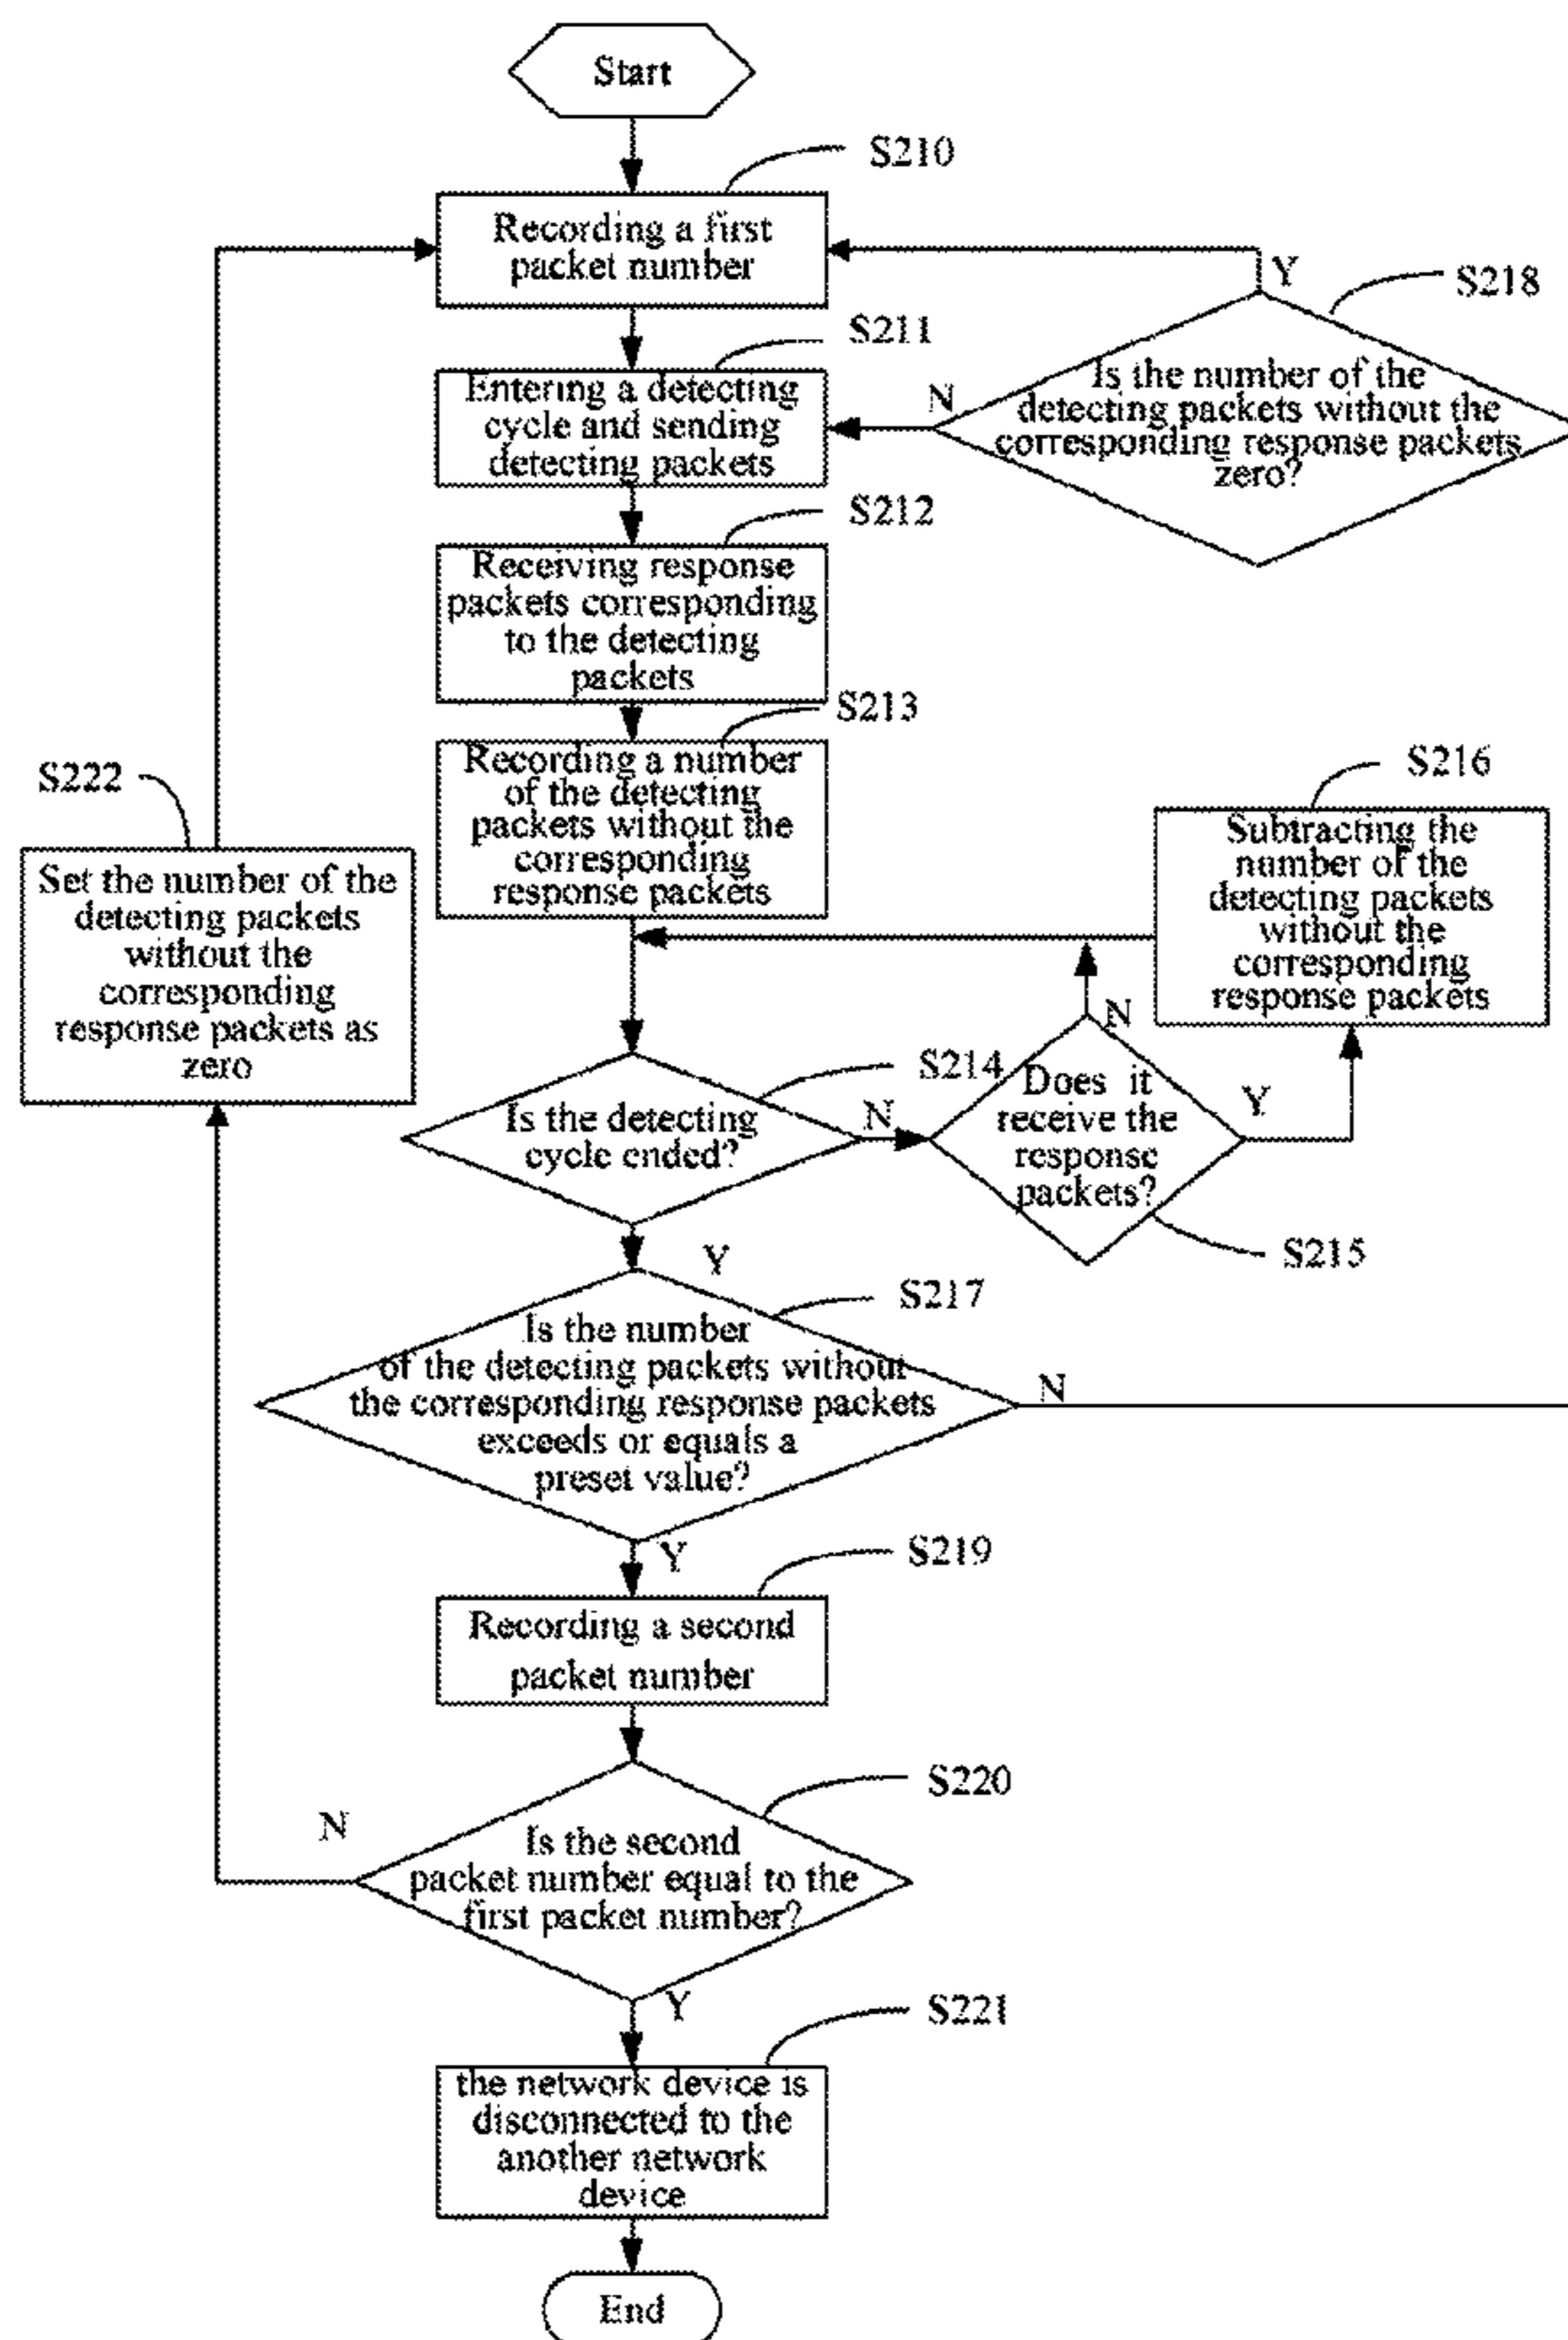 Start
S210
Recording a first
packet number
Y
S218
S211
Entering a detecting
cycle and sending
detecting packets
N
Is the number of the
detecting packets without the
corresponding response packets
zero?
S212
Receiving response
packets corresponding
to the detecting
packets
S213
Recording a number
of the detecting
packets without the
corresponding
response packets
S222
Set the number of the
detecting packets
without the
corresponding
response packets as
zero
S216
Subtracting the
number of the
detecting packets
without the
corresponding
response packets
N
S214
Is the detecting
cycle ended?
N
Does it
receive the
response
packets?
Y
S215
Y
S217
Is the number
of the detecting packets without
the corresponding response packets
exceeds or equals a
preset value?
N
Y
S219
Recording a second
packet number
S220
N
Is the second
packet number equal to the
first packet number?
Y
S221
the network device is
disconnected to the
another network
device
End